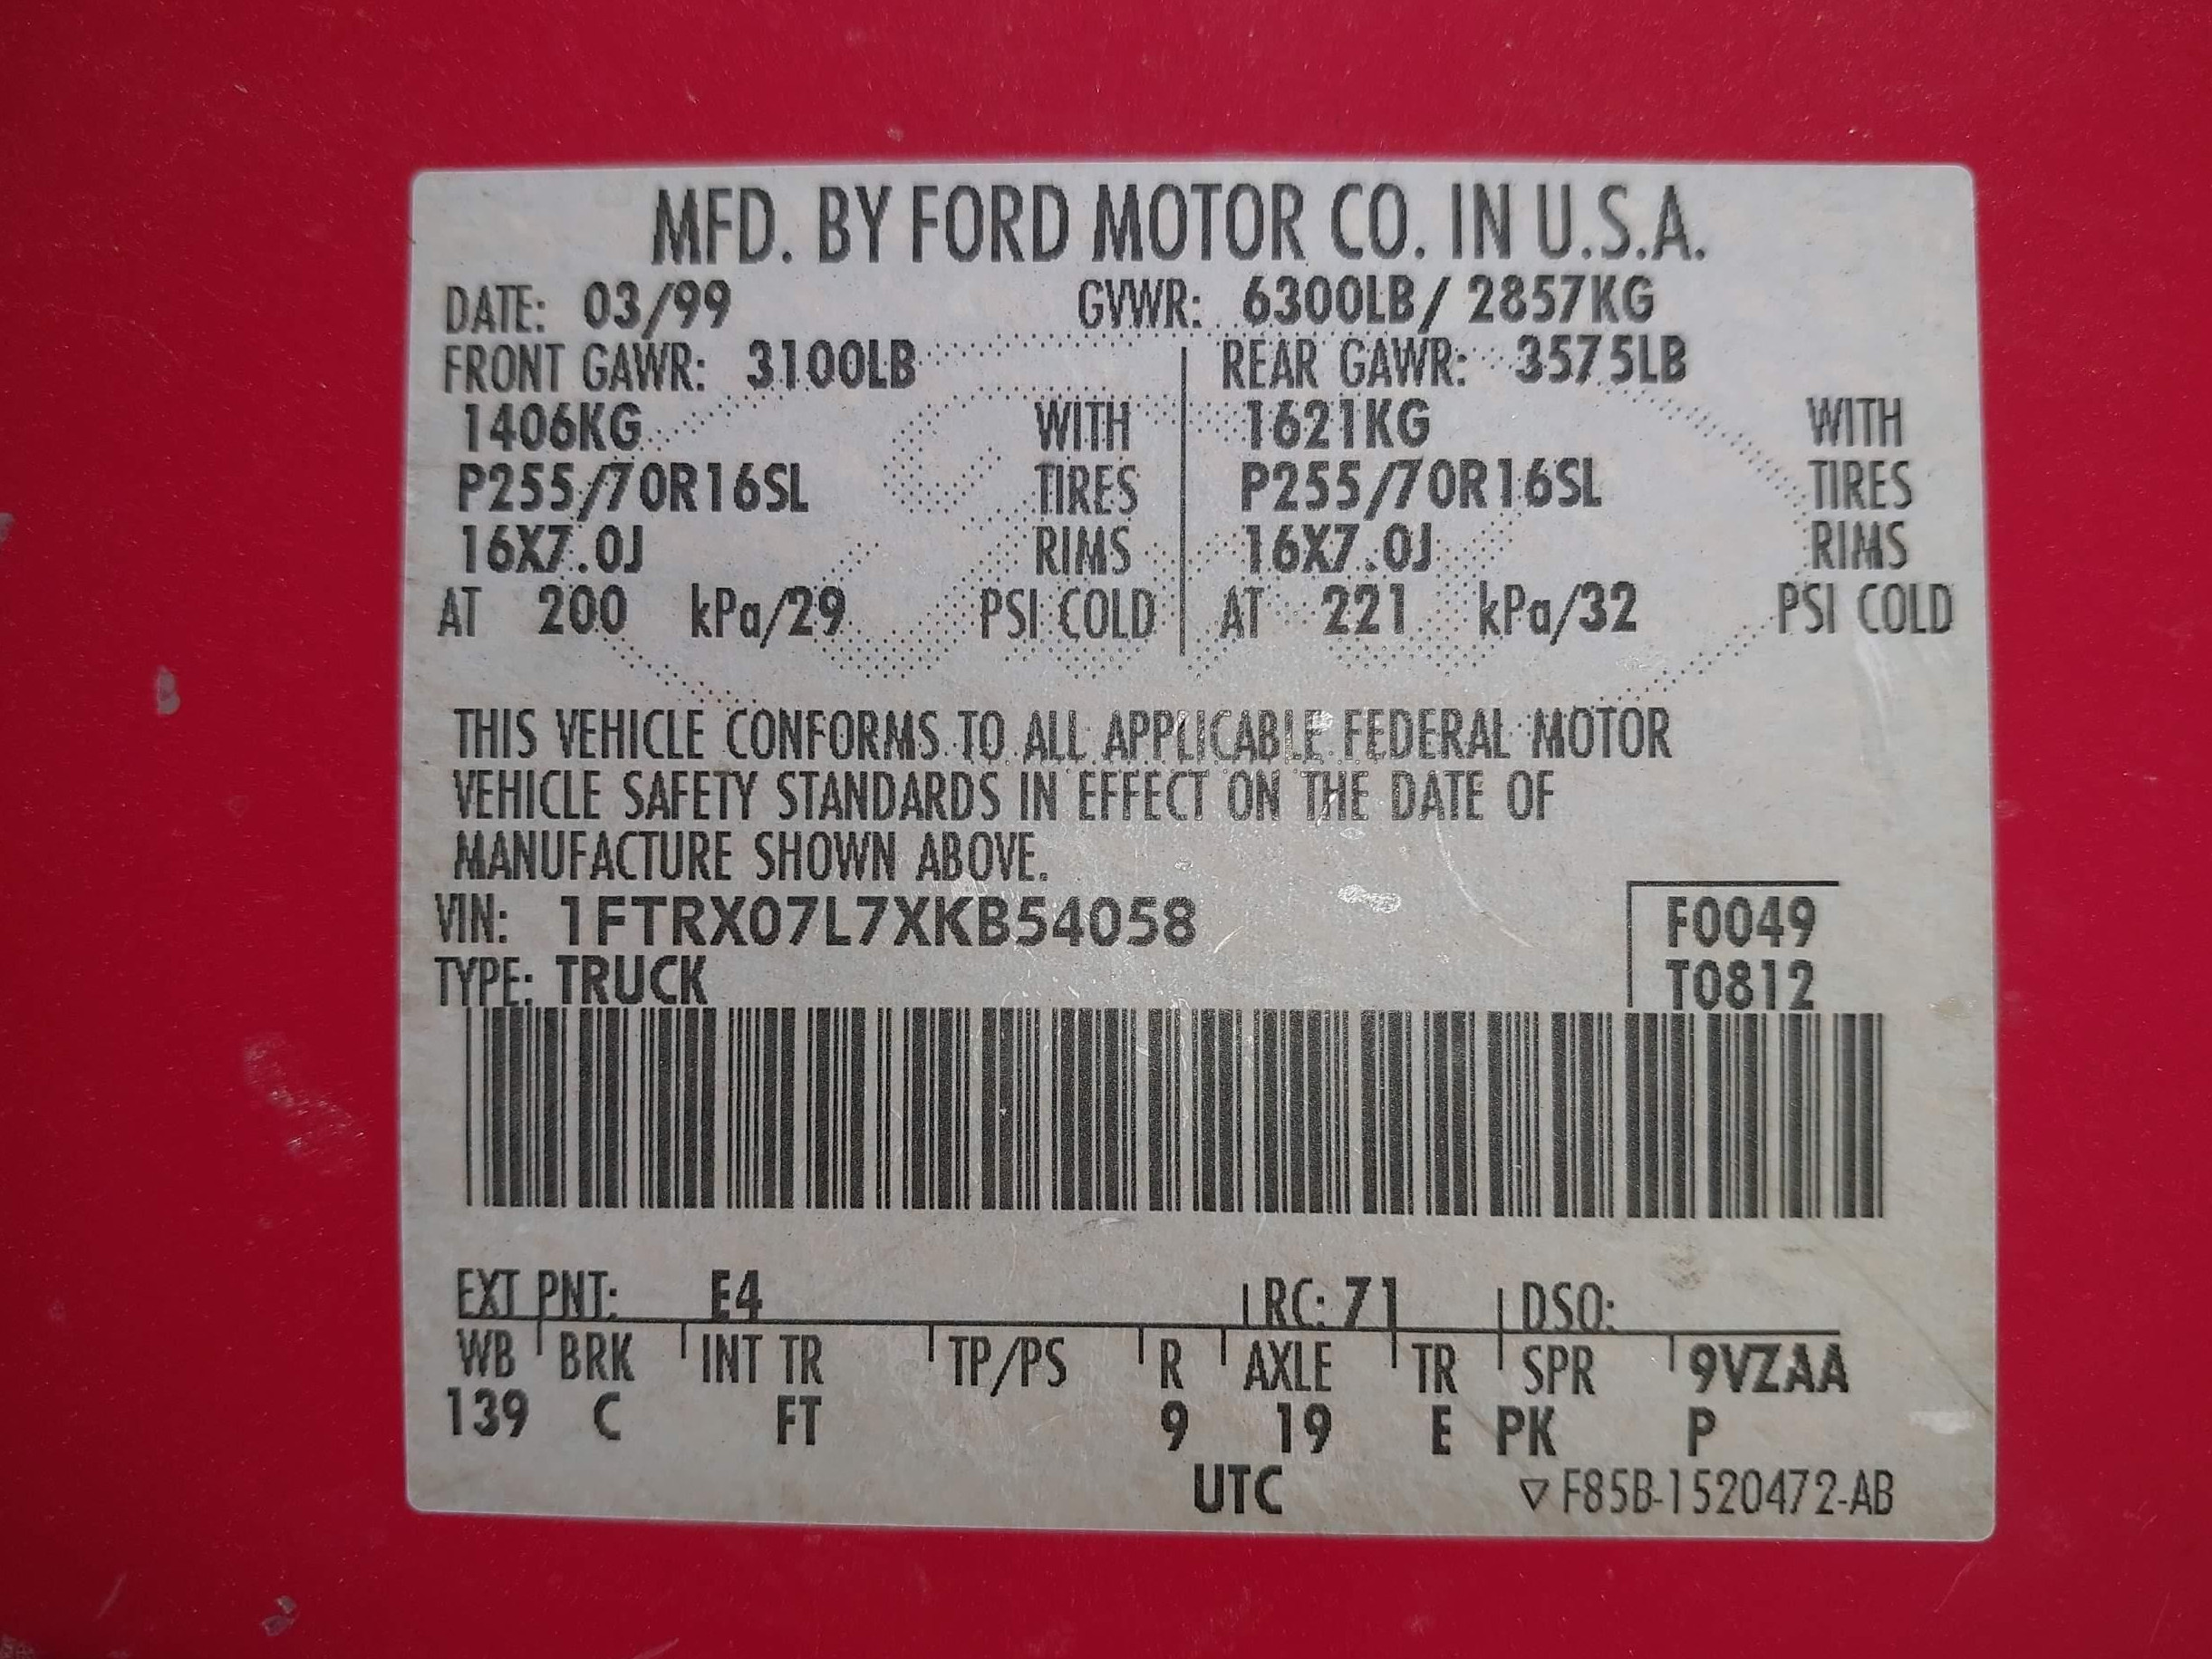 MFD. BY FORD MOTOR CO. IN U.S.A.
DATE: 03/99 GVWR: 6300LB/ 2857KG
FRONT GAWR: 3100LB REAR GAWR: 3575LB
1406KG WITH 1621KG WITH
P255/70R16SL TIRES P255/70R16SL TIRES
16X7.0J RIMS 16X7.0J RIMS
AT 200 kPa/29 PSI COLD AT 221 kPa/32 PSI COLD
THIS VEHICLE CONFORMS TO ALL APPLICABLE FEDERAL MOTOR
VEHICLE SAFETY STANDARDS IN EFFECT ON THE DATE OF
MANUFACTURE SHOWN ABOVE.
VIN: 1FTRX07L7XKB54058 F0049
TYPE: TRUCK T0812
EXT PNT: E4 RC: 71 DSO:
WB BRK INT TR TP/PS R AXLE TR SPR 9VZAA
139 C FT 9 19 E PK P
UTC ▽ F85B-1520472-AB